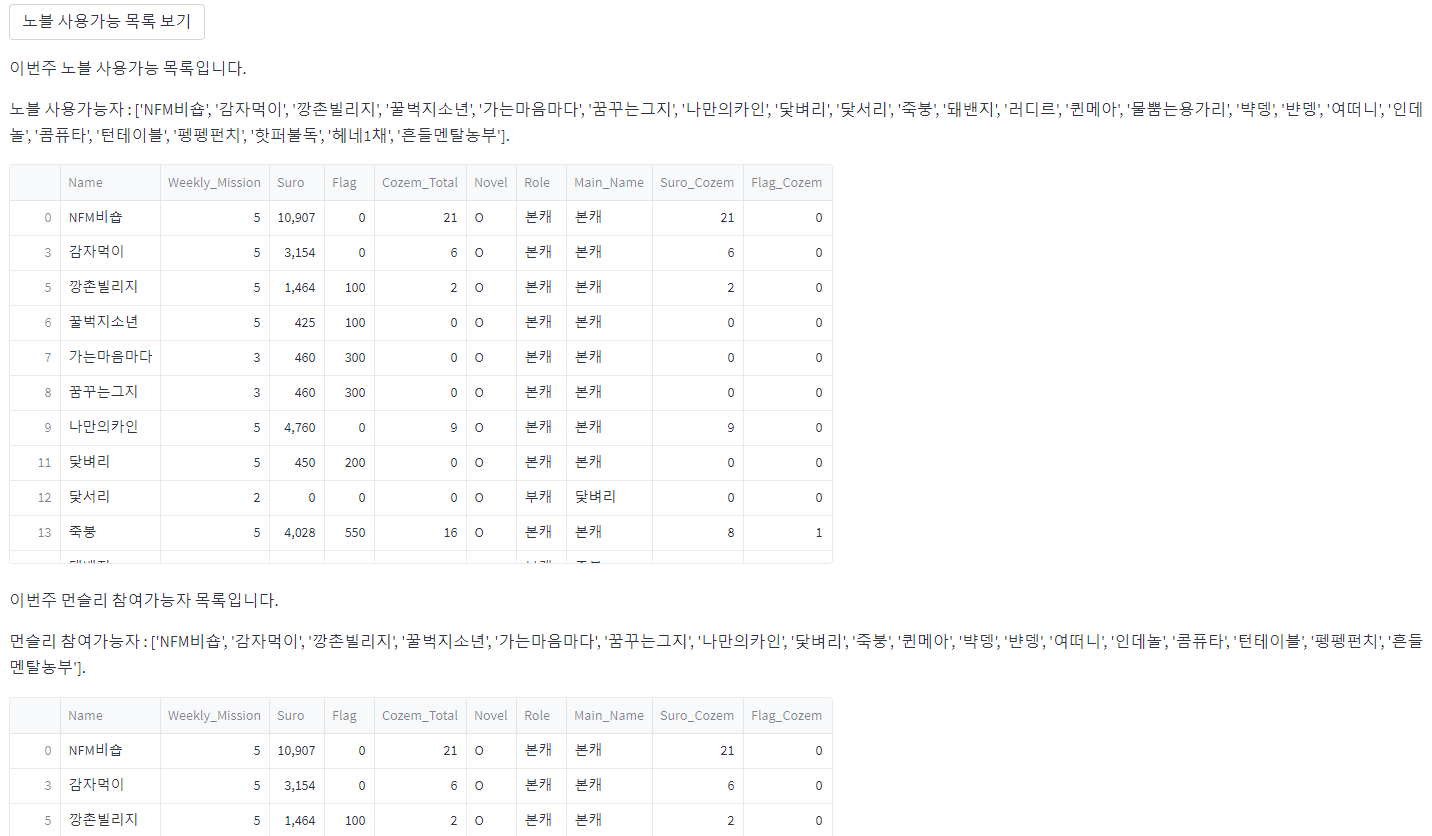 노블 사용가능 목록 보기
이번주 노블 사용가능 목록입니다.
노블 사용가능자 : ['NFM비숍', '감자먹이', '깡촌빌리지', '꿀벅지소년', '가는마음마다', '꿈꾸는그지', '나만의카인', '닻벼리', '닻서리', '죽붕', '돼밴지', '러디르', '퀸메아', '물뿜는용가리', '뱍뎅', '뱐뎅', '여떠니', '인데
놀', '콤퓨타', '턴테이블', '펭펭펀치', '핫퍼불독', '헤네1채', '흔들멘탈농부'].
Name Weekly_Mission Suro Flag Cozem_Total Novel Role Main_Name Suro_Cozem Flag_Cozem
0 NFM비숍 5 10,907 0 21 O 본캐 본캐 21 0
3 감자먹이 5 3,154 0 6 O 본캐 본캐 6 0
5 깡촌빌리지 5 1,464 100 2 O 본캐 본캐 2 0
6 꿀벅지소년 5 425 100 0 O 본캐 본캐 0 0
7 가는마음마다 3 460 300 0 O 본캐 본캐 0 0
8 꿈꾸는그지 3 460 300 0 O 본캐 본캐 0 0
9 나만의카인 5 4,760 0 9 O 본캐 본캐 9 0
11 닻벼리 5 450 200 0 O 본캐 본캐 0 0
12 닻서리 2 0 0 0 O 부캐 닻벼리 0 0
13 죽붕 5 4,028 550 16 O 본캐 본캐 8 1
이번주 먼슬리 참여가능자 목록입니다.
먼슬리 참여가능자 : ['NFM비숍', '감자먹이', '깡촌빌리지', '꿀벅지소년', '가는마음마다', '꿈꾸는그지', '나만의카인', '닻벼리', '죽붕', '퀸메아', '뱍뎅', '뱐뎅', '여떠니', '인데놀', '콤퓨타', '턴테이블', '펭펭펀치', '흔들
멘탈농부'].
Name Weekly_Mission Suro Flag Cozem_Total Novel Role Main_Name Suro_Cozem Flag_Cozem
0 NFM비숍 5 10,907 0 21 O 본캐 본캐 21 0
3 감자먹이 5 3,154 0 6 O 본캐 본캐 6 0
5 깡촌빌리지 5 1,464 100 2 O 본캐 본캐 2 0